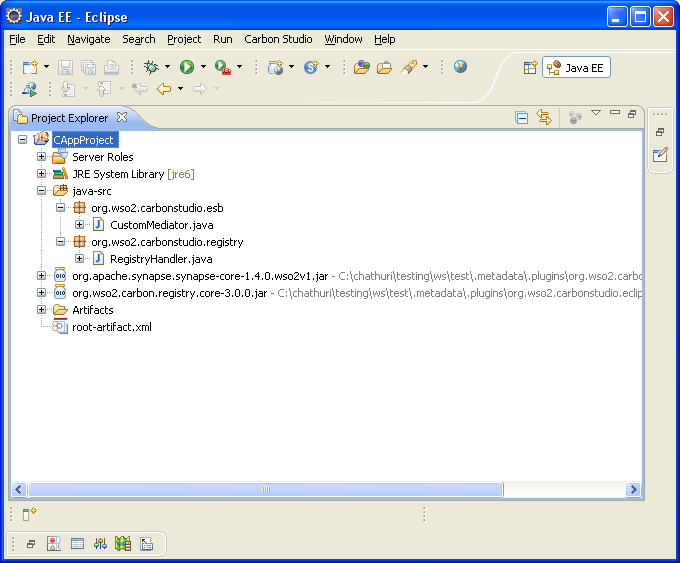 Java EE - Eclipse
File Edit Navigate Search Project Run Carbon Studio Window Help
Java EE
Project Explorer
CAppProject
Server Roles
JRE System Library [jre6]
java-src
org.wso2.carbonstudio.esb
CustomMediator.java
org.wso2.carbonstudio.registry
RegistryHandler.java
org.apache.synapse.synapse-core-1.4.0.wso2v1.jar - C:\chathuri\testing\ws\test\.metadata\.plugins\org.wso2.carbo
org.wso2.carbon.registry.core-3.0.0.jar - C:\chathuri\testing\ws\test\.metadata\.plugins\org.wso2.carbonstudio.eclip
Artifacts
root-artifact.xml